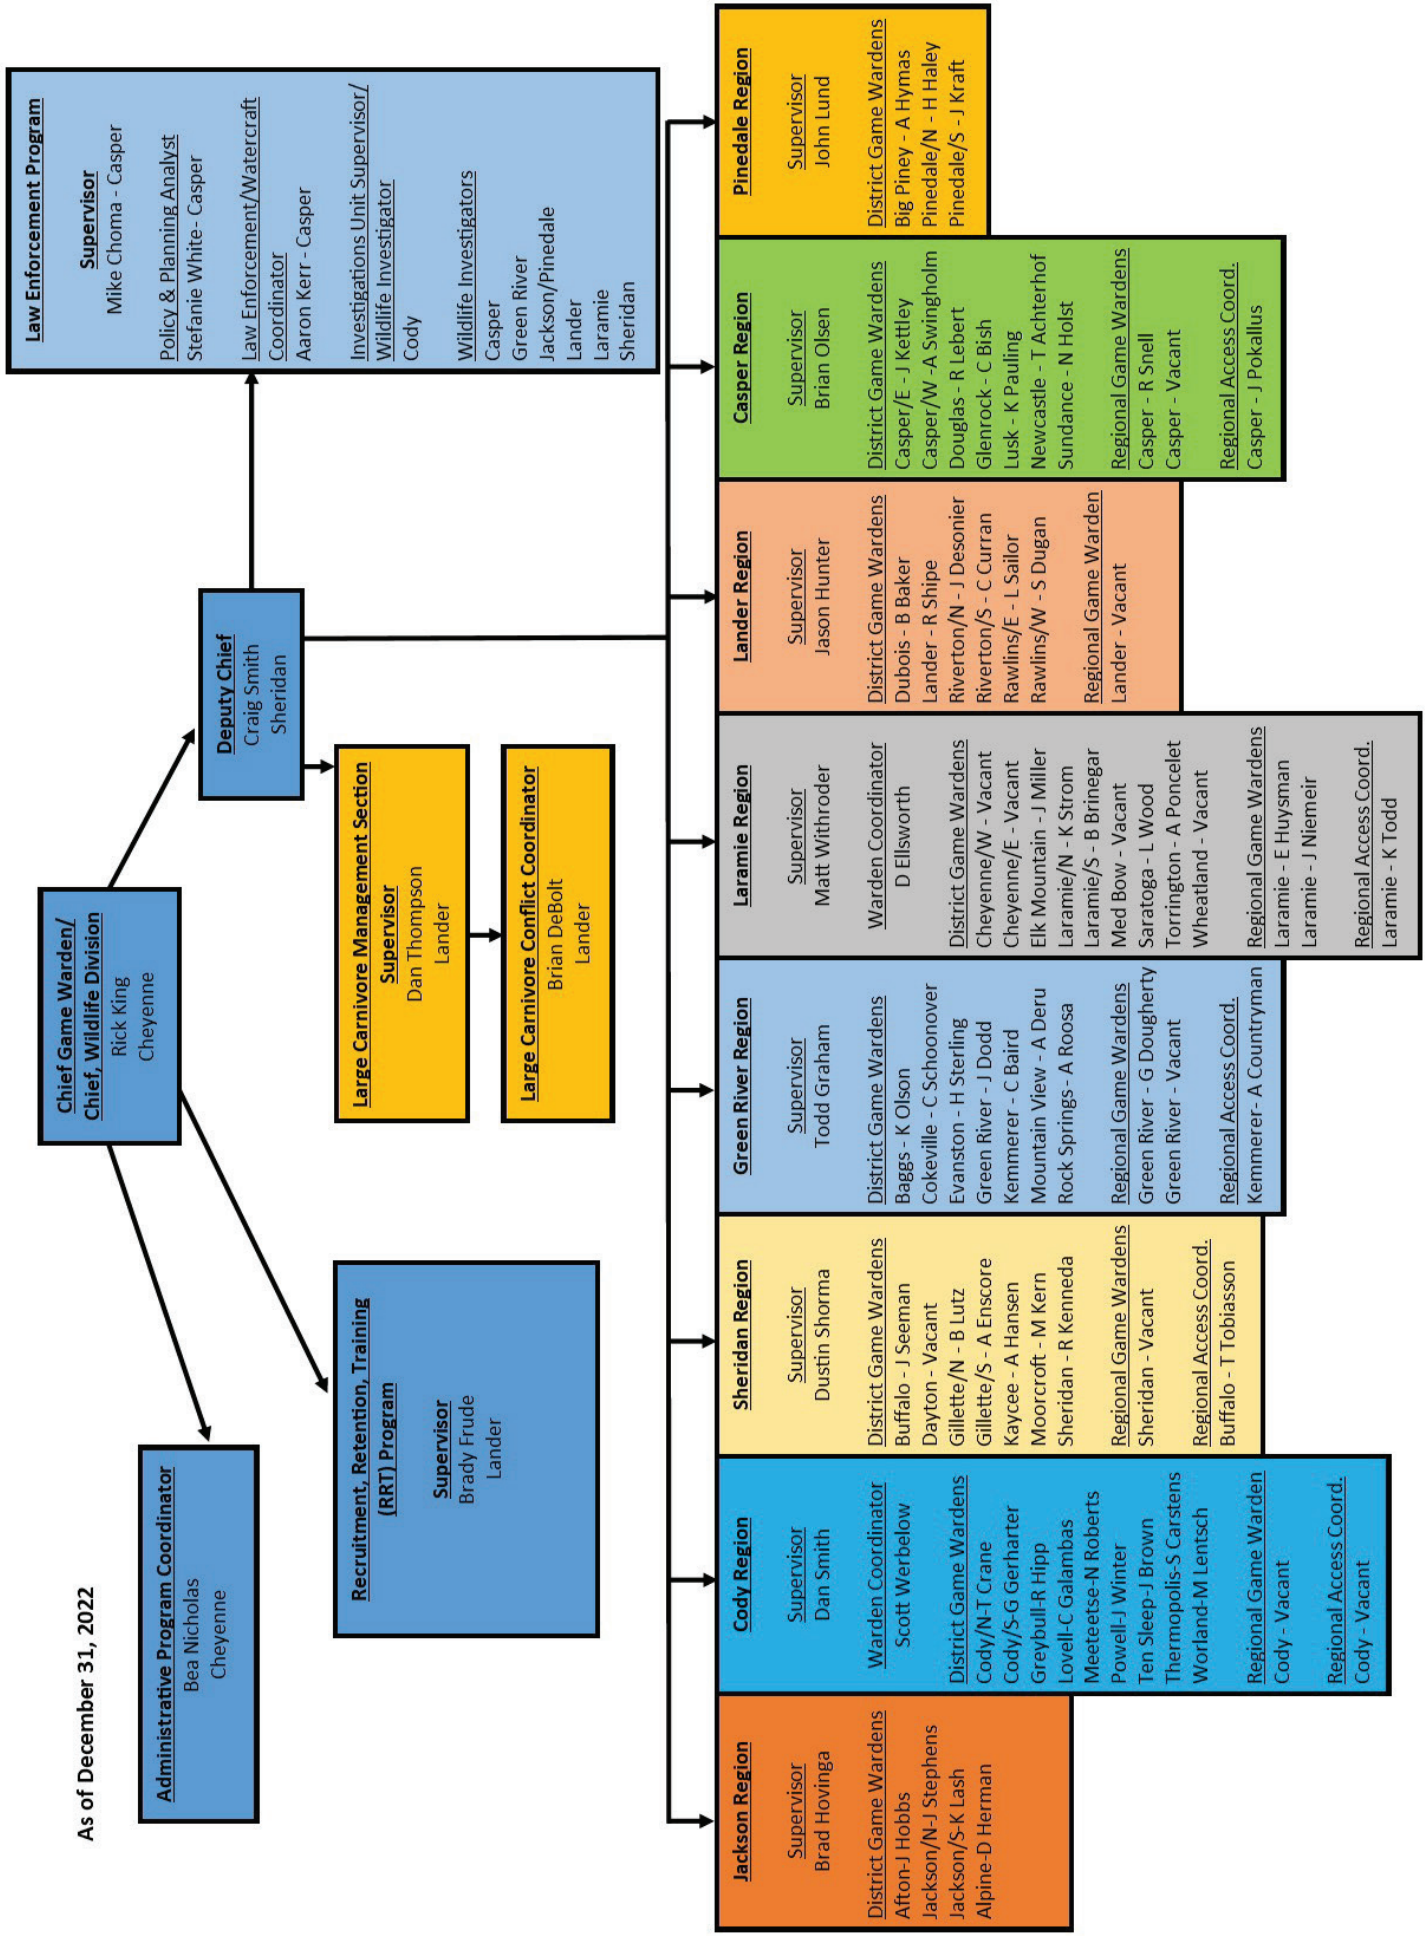 As of December 31, 2022
Chief Game Warden/
Chief, Wildlife Division
Rick King
Cheyenne
Administrative Program Coordinator
Bea Nicholas
Cheyenne
Recruitment, Retention, Training
(RRT) Program
Supervisor
Brady Frude
Lander
Deputy Chief
Craig Smith
Sheridan
Large Carnivore Management Section
Supervisor
Dan Thompson
Lander
Large Carnivore Conflict Coordinator
Brian DeBolt
Lander
Law Enforcement Program
Supervisor
Mike Choma - Casper
Policy & Planning Analyst
Stefanie White- Casper
Law Enforcement/Watercraft
Coordinator
Aaron Kerr - Casper
Investigations Unit Supervisor/
Wildlife Investigator
Cody
Wildlife Investigators
Casper
Green River
Jackson/Pinedale
Lander
Laramie
Sheridan
Jackson Region
Supervisor
Brad Hovinga
District Game Wardens
Afton-J Hobbs
Jackson/N-J Stephens
Jackson/S-K Lash
Alpine-D Herman
Cody Region
Supervisor
Dan Smith
Warden Coordinator
Scott Werbelow
District Game Wardens
Cody/N-T Crane
Cody/S-G Gerharter
Greybull-R Hipp
Lovell-C Galambas
Meeteetse-N Roberts
Powell-J Winter
Ten Sleep-J Brown
Thermopolis-S Carstens
Worland-M Lentsch
Regional Game Warden
Cody - Vacant
Regional Access Coord.
Cody - Vacant
Sheridan Region
Supervisor
Dustin Shorma
District Game Wardens
Buffalo - J Seeman
Dayton - Vacant
Gillette/N - B Lutz
Gillette/S - A Enscore
Kaycee - A Hansen
Moorcroft - M Kern
Sheridan - R Kenneda
Regional Game Wardens
Sheridan - Vacant
Regional Access Coord.
Buffalo - T Tobiasson
Green River Region
Supervisor
Todd Graham
District Game Wardens
Baggs - K Olson
Cokeville - C Schoonover
Evanston - H Sterling
Green River - J Dodd
Kemmerer - C Baird
Mountain View - A Deru
Rock Springs - A Roosa
Regional Game Wardens
Green River - G Dougherty
Green River - Vacant
Regional Access Coord.
Kemmerer- A Countryman
Laramie Region
Supervisor
Matt Withroder
Warden Coordinator
D Ellsworth
District Game Wardens
Cheyenne/W - Vacant
Cheyenne/E - Vacant
Elk Mountain - J Miller
Laramie/N - K Strom
Laramie/S - B Brinegar
Med Bow - Vacant
Saratoga - L Wood
Torrington - A Poncelet
Wheatland - Vacant
Regional Game Wardens
Laramie - E Huysman
Laramie - J Niemeir
Regional Access Coord.
Laramie - K Todd
Lander Region
Supervisor
Jason Hunter
District Game Wardens
Dubois - B Baker
Lander - R Shipe
Riverton/N - J Desonier
Riverton/S - C Curran
Rawlins/E - L Sailor
Rawlins/W - S Dugan
Regional Game Warden
Lander - Vacant
Casper Region
Supervisor
Brian Olsen
District Game Wardens
Casper/E - J Kettley
Casper/W -A Swingholm
Douglas - R Lebert
Glenrock - C Bish
Lusk - K Pauling
Newcastle - T Achterhof
Sundance - N Holst
Regional Game Wardens
Casper - R Snell
Casper - Vacant
Regional Access Coord.
Casper - J Pokallus
Pinedale Region
Supervisor
John Lund
District Game Wardens
Big Piney - A Hymas
Pinedale/N - H Haley
Pinedale/S - J Kraft